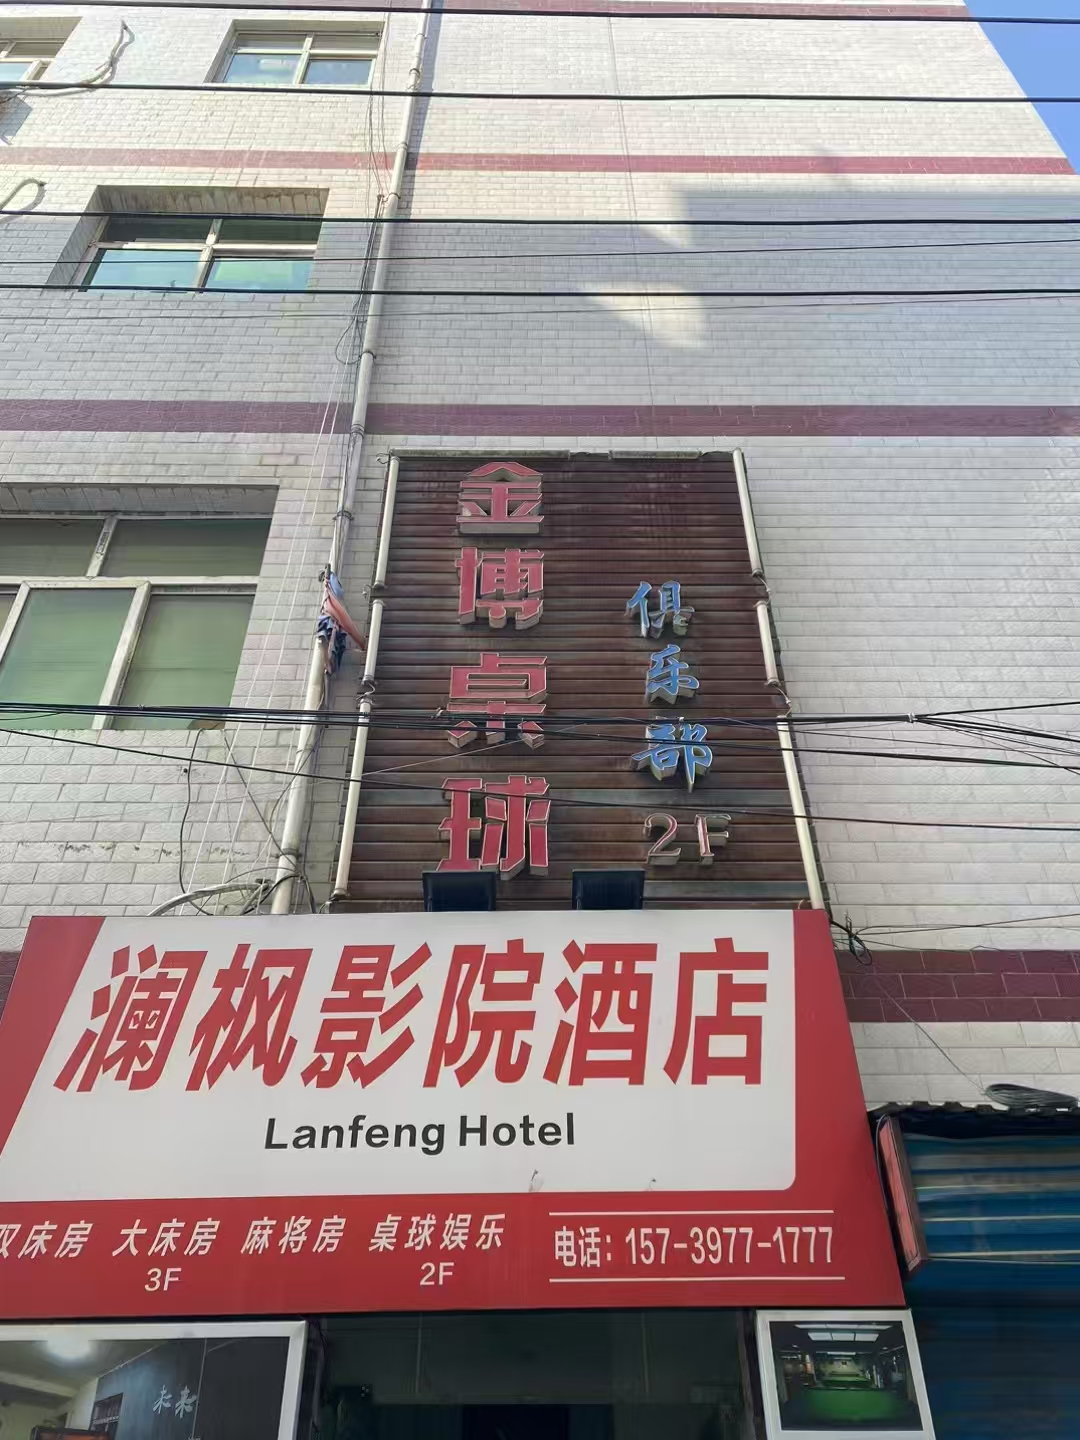 金博桌球
俱乐部
2F
澜枫影院酒店
Lanfeng Hotel
双床房 大床房 麻将房 桌球娱乐
3F
2F
电话：157-3977-1777